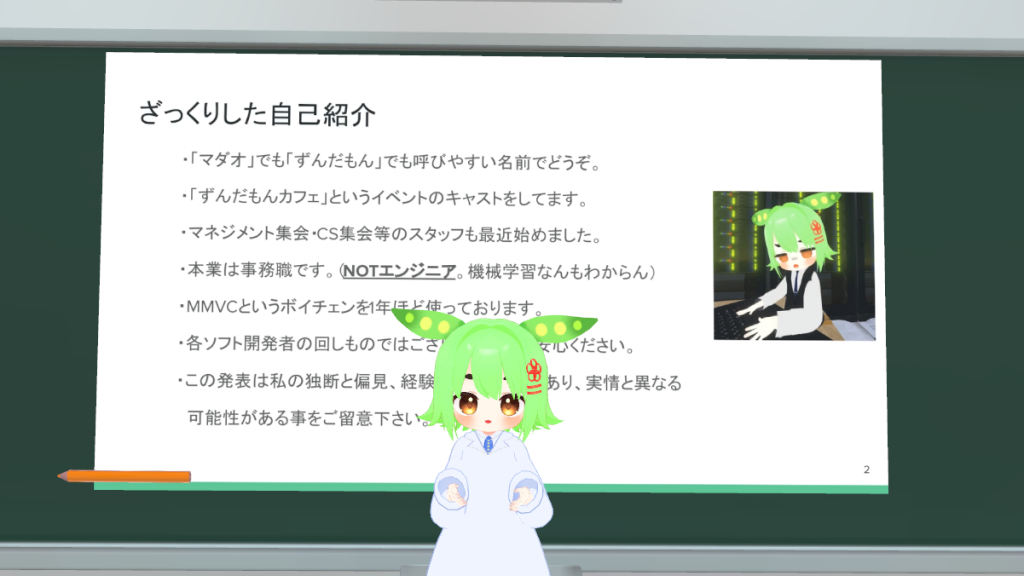 ざっくりした自己紹介
・「マダオ」でも「ずんだもん」でも呼びやすい名前でどうぞ。
・「ずんだもんカフェ」というイベントのキャストをしてます。
・マネジメント集会・CS集会等のスタッフも最近始めました。
・本業は事務職です。（NOTエンジニア。機械学習なんもわからん）
・MMVCというボイチェンを1年ほど使っております。
・各ソフト開発者の回しものではござ 心ください。
・この発表は私の独断と偏見、経験 あり、実情と異なる
可能性がある事をご留意下さい。
2